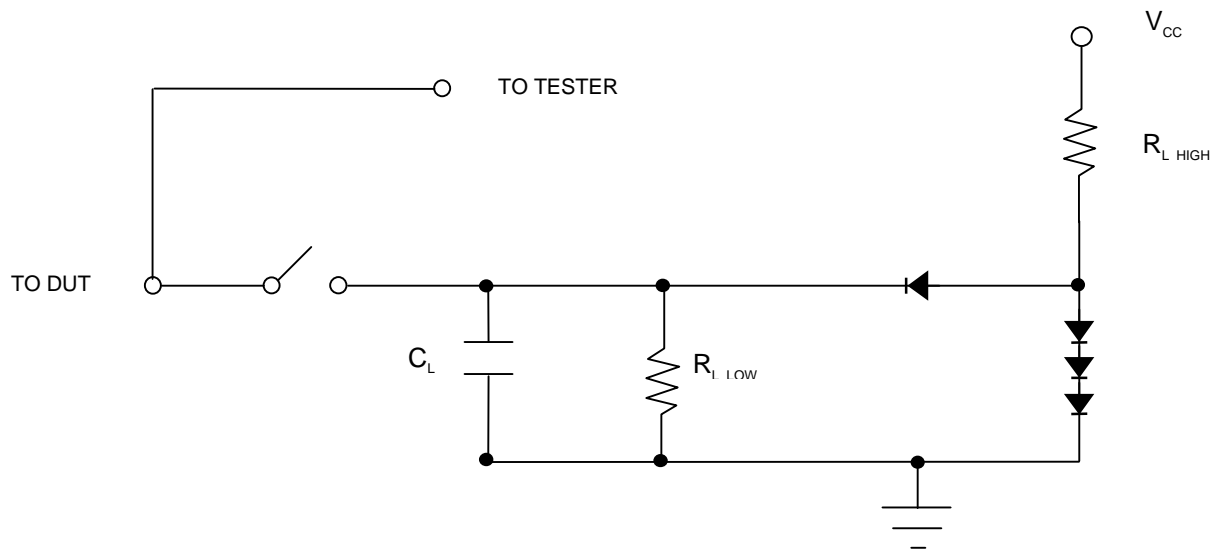 V_CC
TO TESTER
R_L HIGH
TO DUT
C_L
R_L LOW